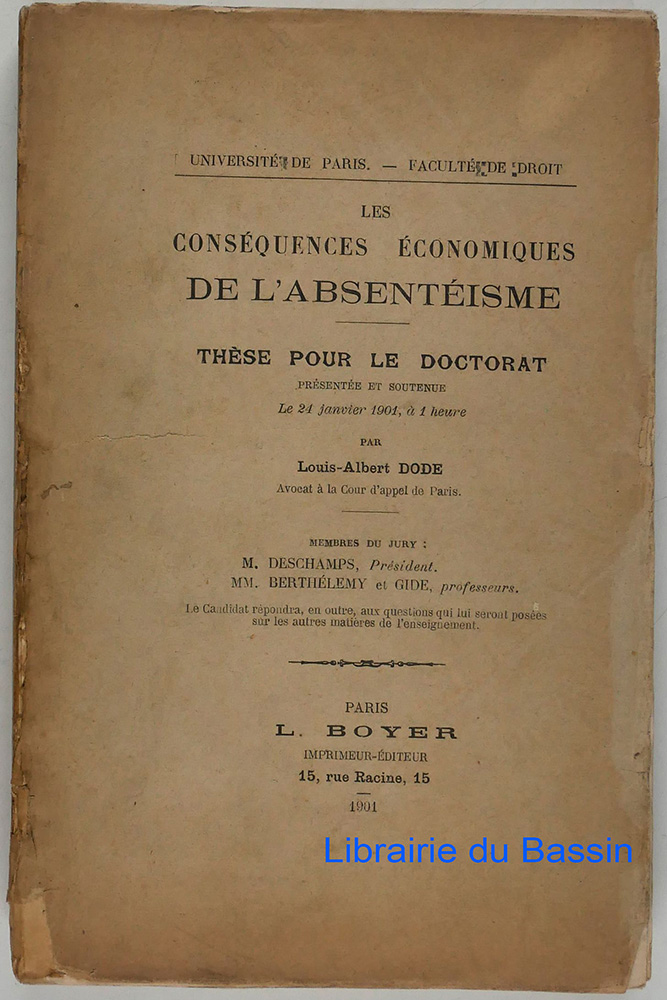 UNIVERSITÉ DE PARIS. — FACULTÉ DE DROIT
LES
CONSÉQUENCES ÉCONOMIQUES
DE L'ABSENTÉISME
THÈSE POUR LE DOCTORAT
PRÉSENTÉE ET SOUTENUE
Le 24 janvier 1901, à 1 heure
PAR
Louis-Albert DODE
Avocat à la Cour d'appel de Paris.
MEMBRES DU JURY :
M. DESCHAMPS, Président.
MM. BERTHÉLEMY et GIDE, professeurs.
Le Candidat répondra, en outre, aux questions qui lui seront posées
sur les autres matières de l'enseignement.
PARIS
L. BOYER
IMPRIMEUR-ÉDITEUR
15, rue Racine, 15
1901
Librairie du Bassin